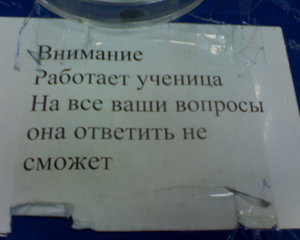 Внимание
Работает ученица
На все ваши вопросы
она ответить не
сможет